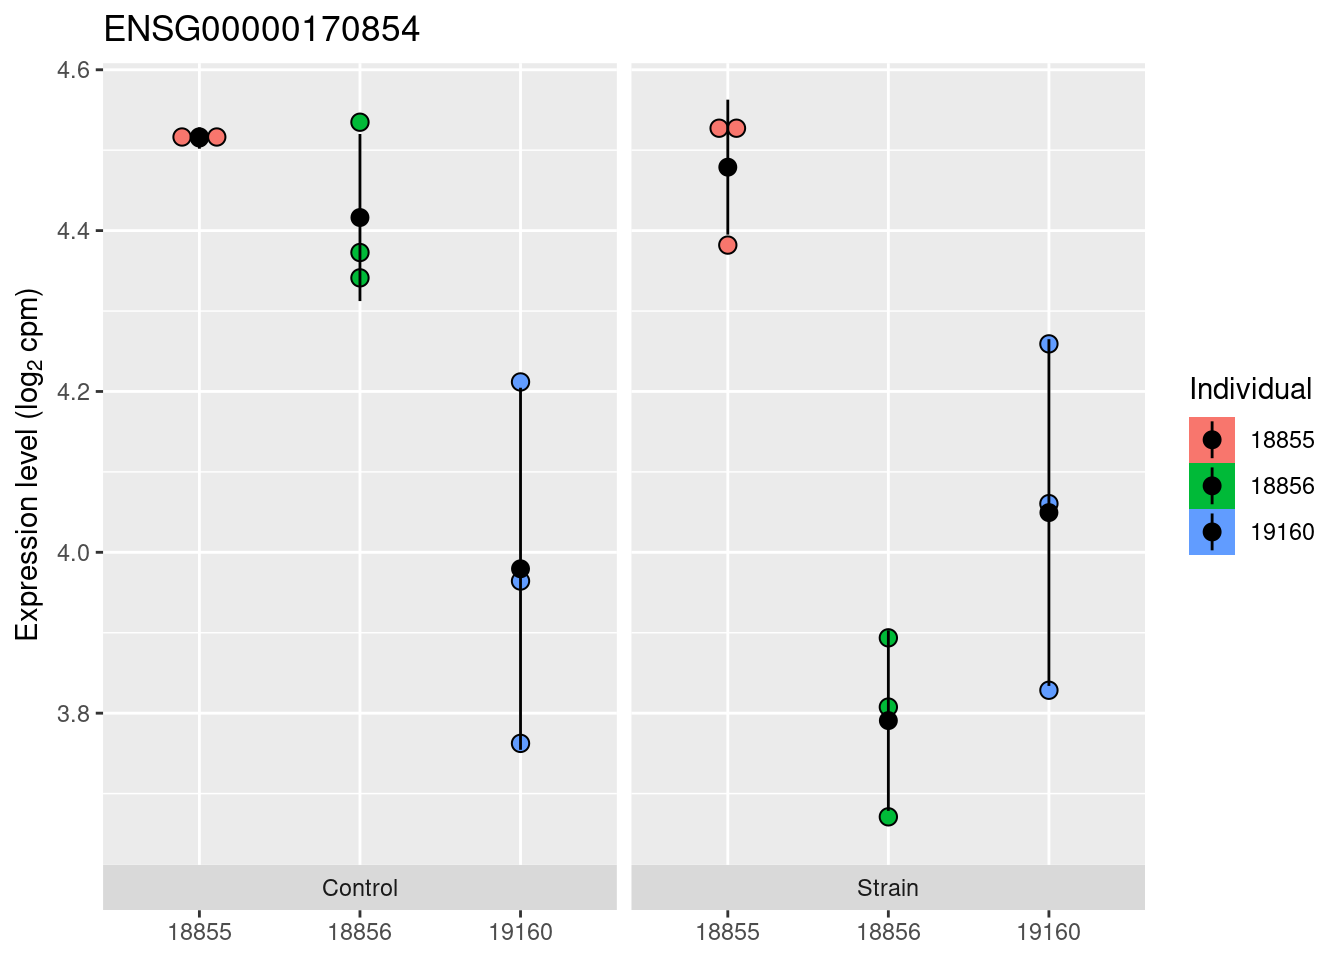 ENSG00000170854
Expression level (log₂ cpm)
4.6
4.4
4.2
4.0
3.8
Control
Strain
18855
18856
19160
18855
18856
19160
Individual
18855
18856
19160